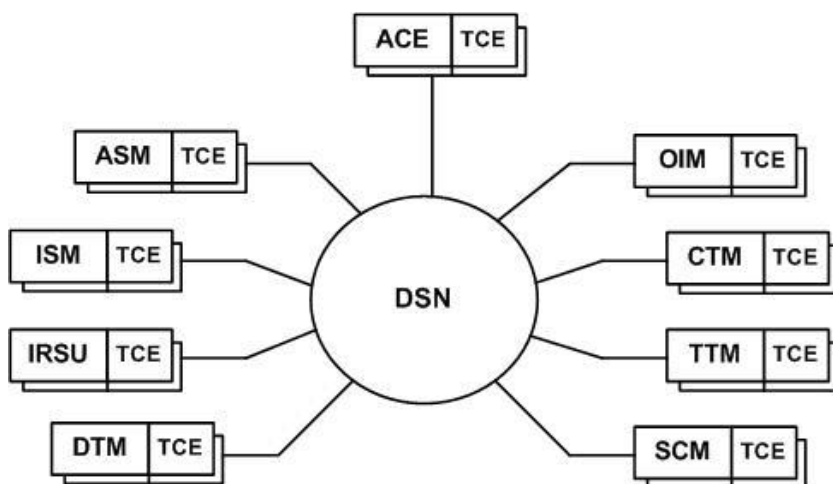 ACE TCE
ASM TCE
OIM TCE
ISM TCE
CTM TCE
DSN
IRSU TCE
TTM TCE
DTM TCE
SCM TCE